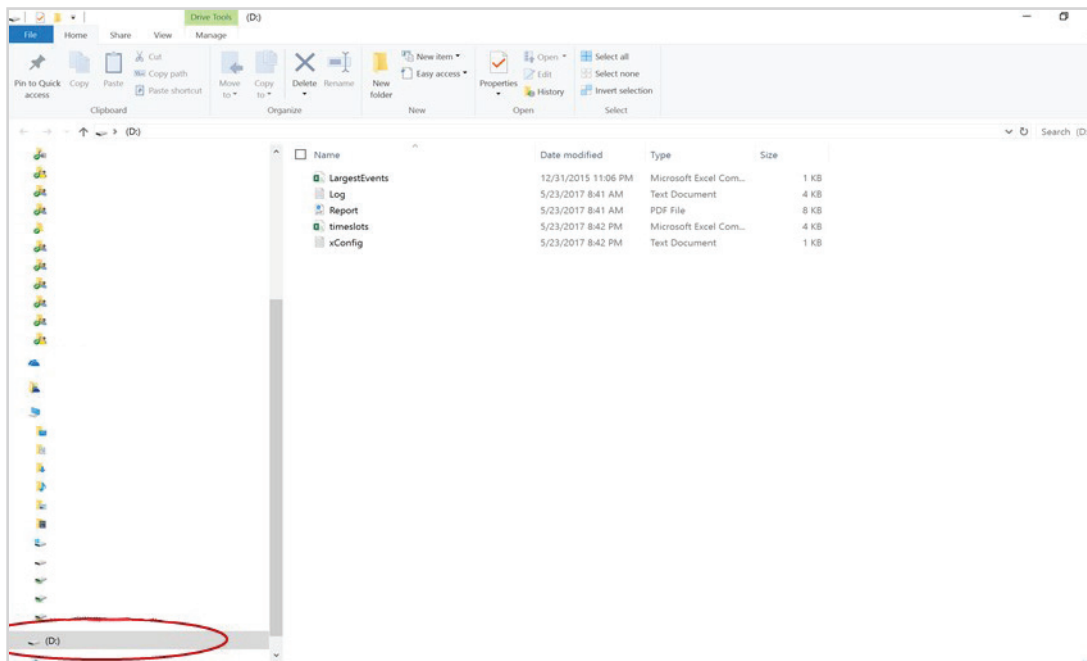 Drive Tools (D:)
File Home Share View Manage
Pin to Quick access
Copy
Paste
Cut
Copy path
Paste shortcut
Move to
Copy to
Delete
Rename
New folder
New item
Easy access
Properties
Open
Edit
History
Select all
Select none
Invert selection
Clipboard Organize New Open Select
(D:) Search (D
Name Date modified Type Size
LargestEvents 12/31/2015 11:06 PM Microsoft Excel Com... 1 KB
Log 5/23/2017 8:41 AM Text Document 4 KB
Report 5/23/2017 8:41 AM PDF File 8 KB
timeslots 5/23/2017 8:42 PM Microsoft Excel Com... 4 KB
xConfig 5/23/2017 8:42 PM Text Document 1 KB
(D:)